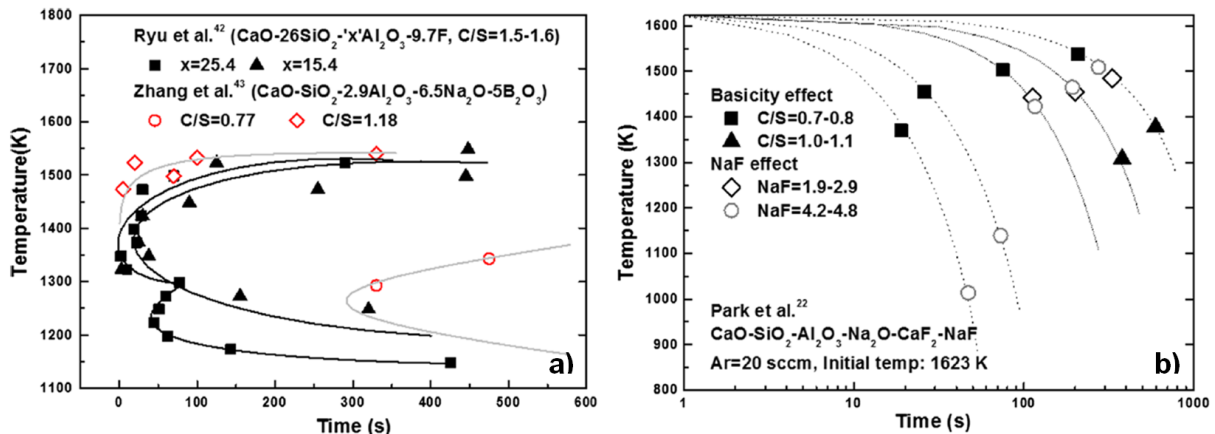 Ryu et al.⁴² (CaO-26SiO₂-'x'Al₂O₃-9.7F, C/S=1.5-1.6)
x=25.4 x=15.4
Zhang et al.⁴³ (CaO-SiO₂-2.9Al₂O₃-6.5Na₂O-5B₂O₃)
C/S=0.77 C/S=1.18
Temperature(K)
1800
1700
1600
1500
1400
1300
1200
1100
0 100 200 300 400 500 600
Time (s)
a)
Temperature (K)
1600
1500
1400
1300
1200
1100
1000
900
800
Basicity effect
C/S=0.7-0.8
C/S=1.0-1.1
NaF effect
NaF=1.9-2.9
NaF=4.2-4.8
Park et al.²²
CaO-SiO₂-Al₂O₃-Na₂O-CaF₂-NaF
Ar=20 sccm, Initial temp: 1623 K
b)
1 10 100 1000
Time (s)